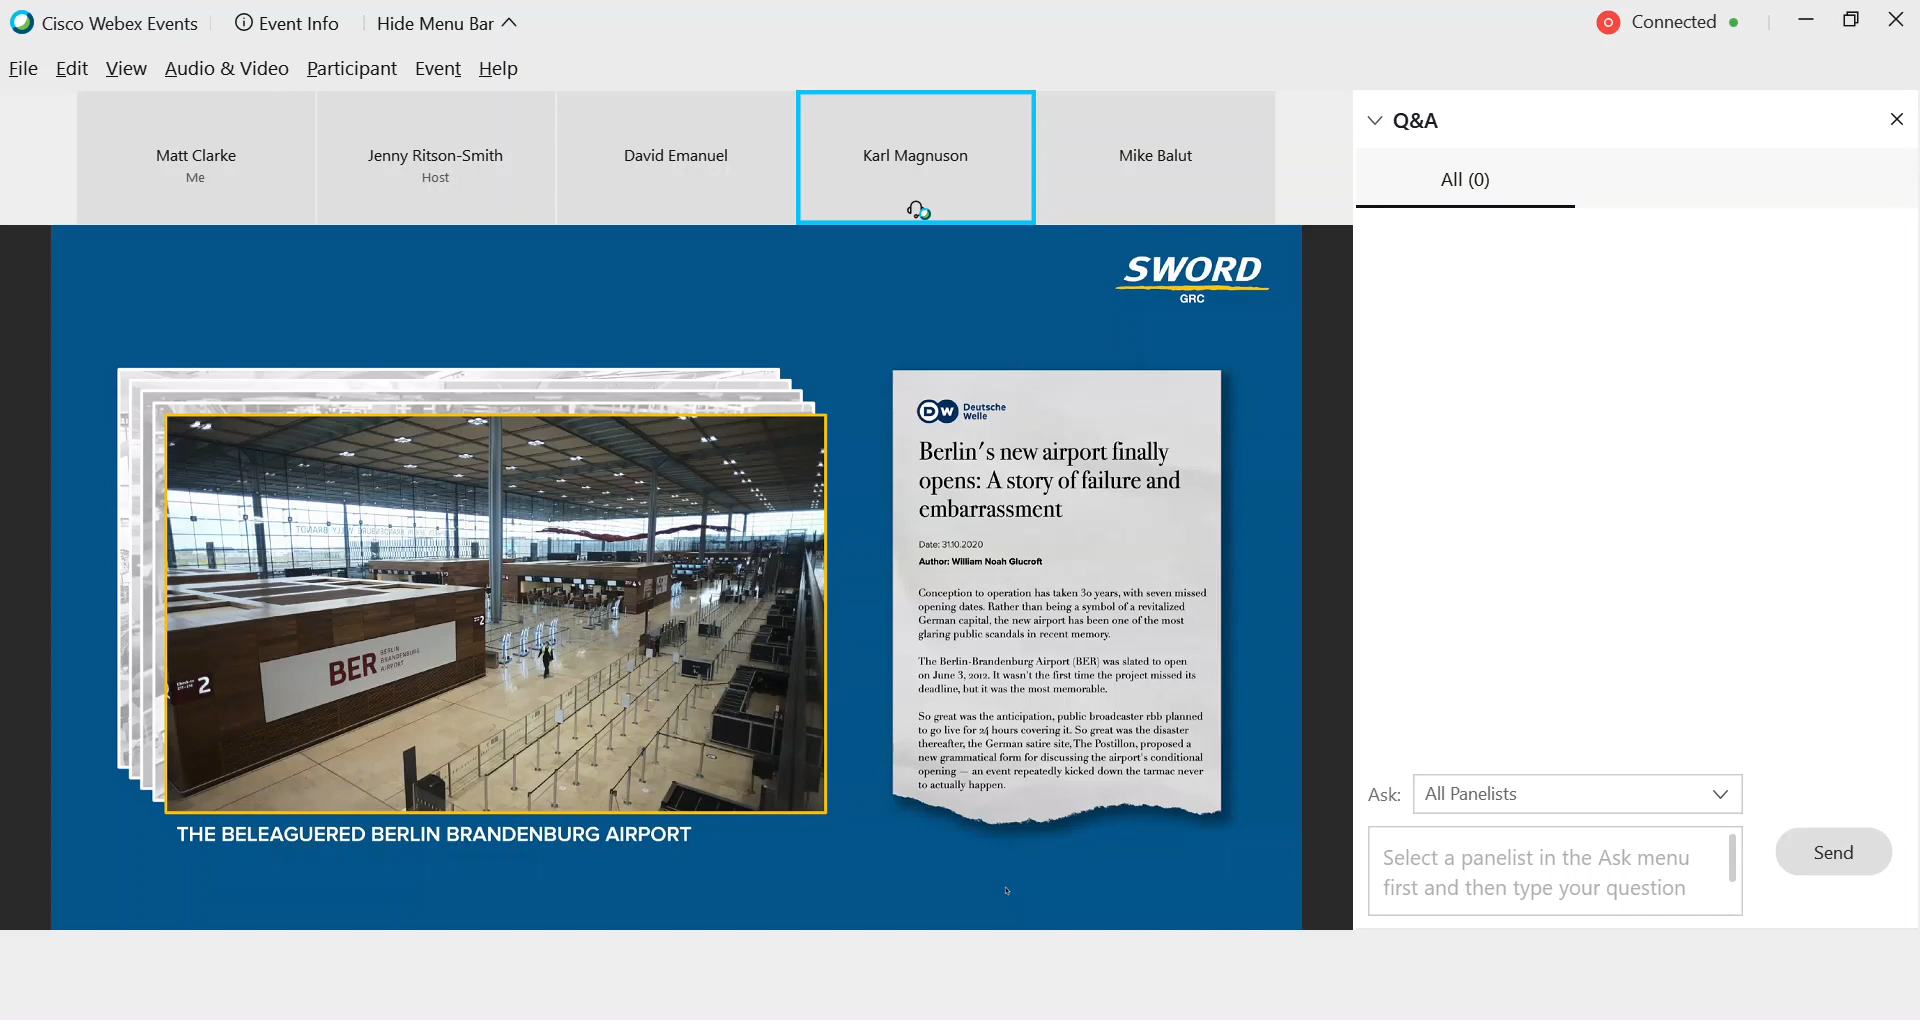 Cisco Webex Events
Event Info
Hide Menu Bar
Connected
File Edit View Audio & Video Participant Event Help
Matt Clarke
Me
Jenny Ritson-Smith
Host
David Emanuel
Karl Magnuson
Mike Balut
SWORD
GRC
BER BERLIN
BRANDENBURG
AIRPORT
2
2
THE BELEAGUERED BERLIN BRANDENBURG AIRPORT
DW Deutsche
Welle
Berlin's new airport finally
opens: A story of failure and
embarrassment
Date: 31.10.2020
Author: William Noah Glucroft
Conception to operation has taken 30 years, with seven missed
opening dates. Rather than being a symbol of a revitalized
German capital, the new airport has been one of the most
glaring public scandals in recent memory.
The Berlin-Brandenburg Airport (BER) was slated to open
on June 3, 2012. It wasn't the first time the project missed its
deadline, but it was the most memorable.
So great was the anticipation, public broadcaster rbb planned
to go live for 24 hours covering it. So great was the disaster
thereafter, the German satire site, The Postillon, proposed a
new grammatical form for discussing the airport's conditional
opening — an event repeatedly kicked down the tarmac never
to actually happen.
Q&A
All (0)
Ask: All Panelists
Select a panelist in the Ask menu
first and then type your question
Send